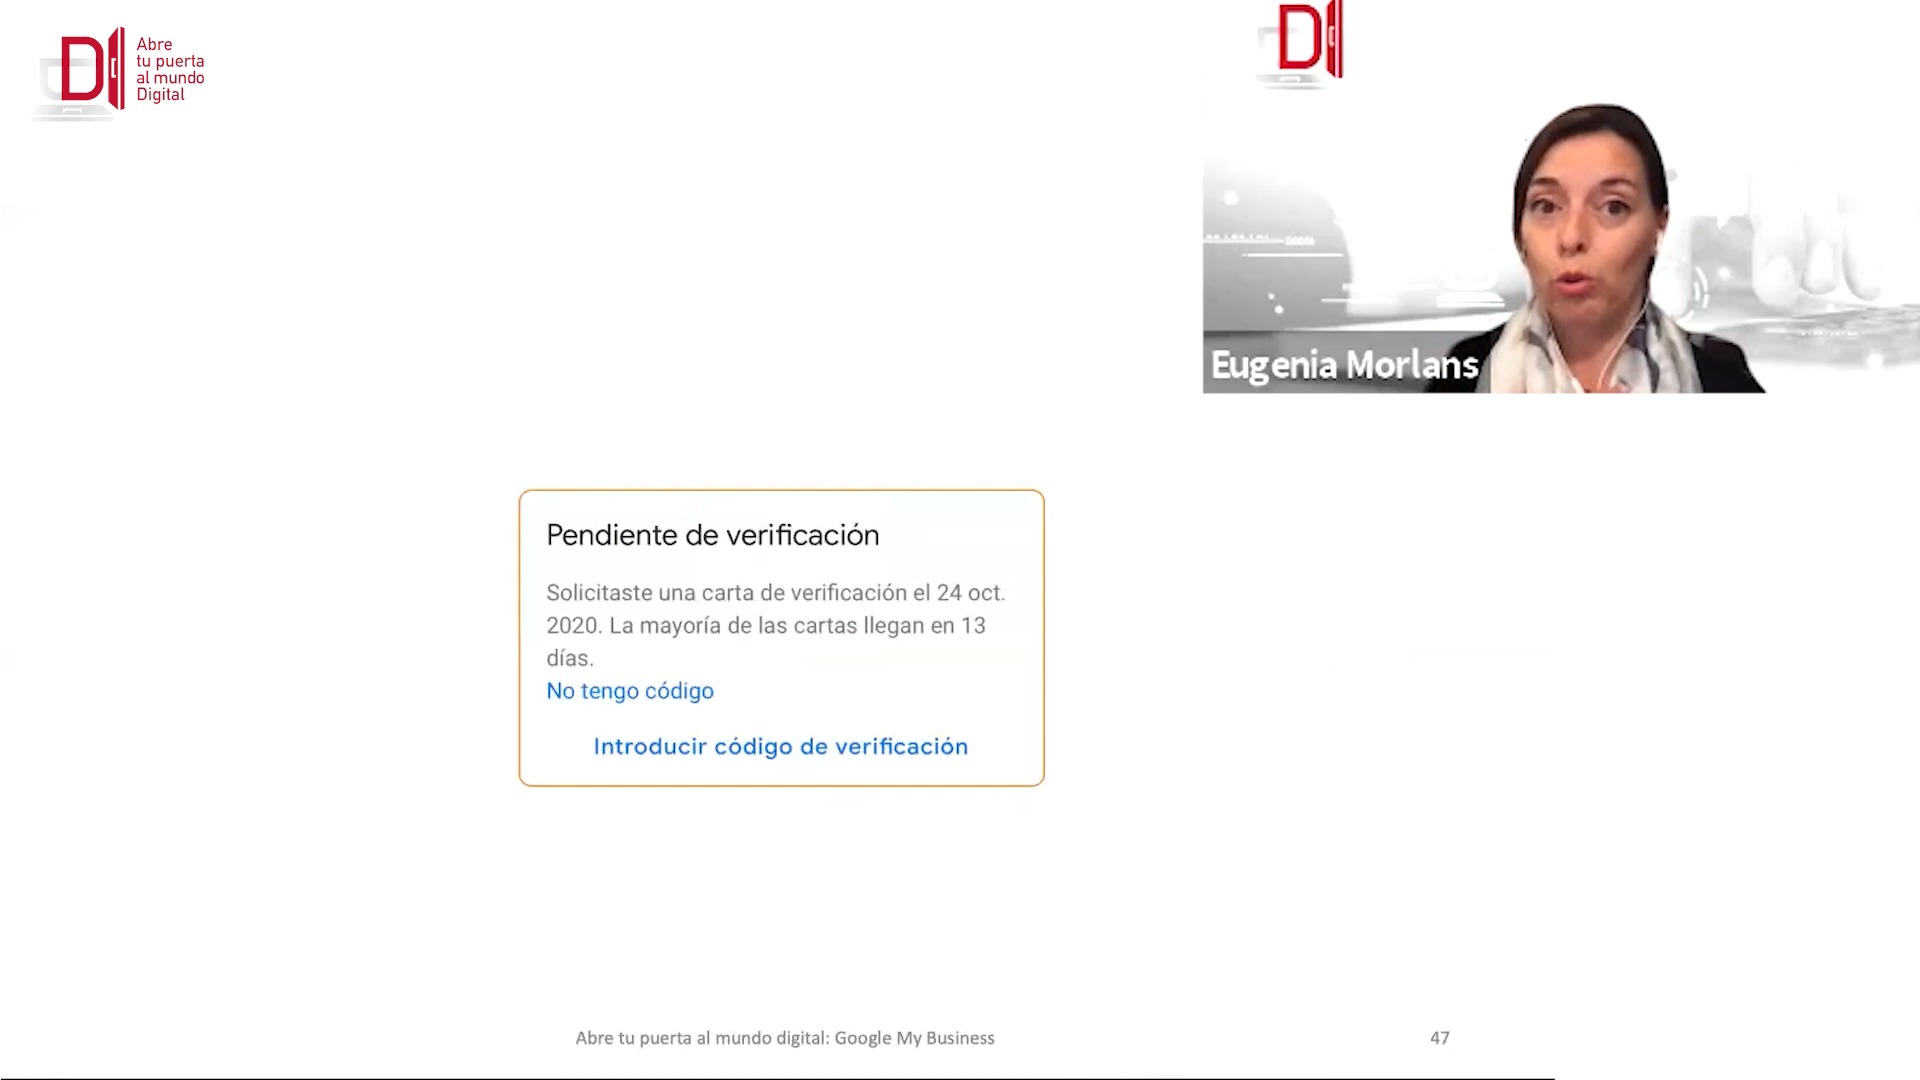 Abre
tu puerta
al mundo
Digital
Eugenia Morlans
Pendiente de verificación
Solicitaste una carta de verificación el 24 oct.
2020. La mayoría de las cartas llegan en 13
días.
No tengo código
Introducir código de verificación
Abre tu puerta al mundo digital: Google My Business
47